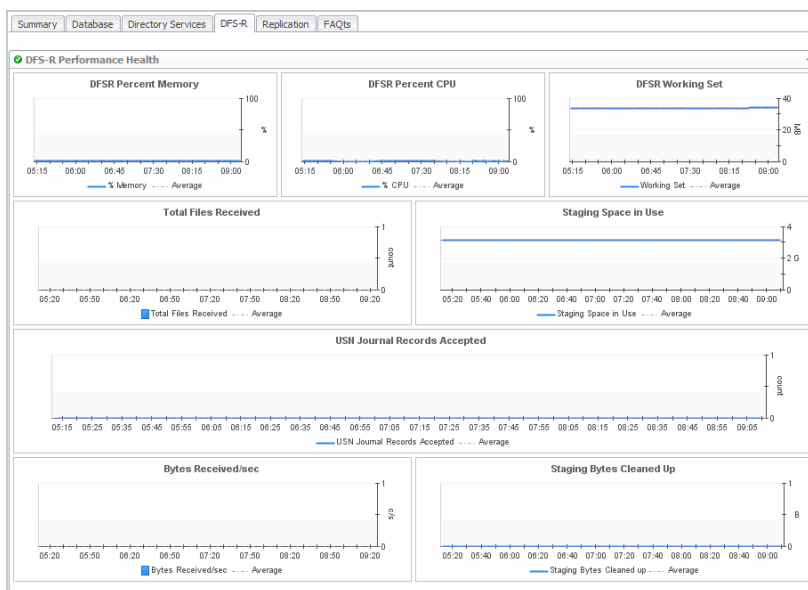 Summary Database Directory Services DFS-R Replication FAQts
DFS-R Performance Health
DFSR Percent Memory
100
%
0
05:15 06:00 06:45 07:30 08:15 09:00
% Memory Average
DFSR Percent CPU
100
%
0
05:15 06:00 06:45 07:30 08:15 09:00
% CPU Average
DFSR Working Set
40
MB
20
0
05:15 06:00 06:45 07:30 08:15 09:00
Working Set Average
Total Files Received
1
count
0
05:20 05:50 06:20 06:50 07:20 07:50 08:20 08:50 09:20
Total Files Received Average
Staging Space in Use
4
2 G
0
05:20 05:40 06:00 06:20 06:40 07:00 07:20 07:40 08:00 08:20 08:40 09:00
Staging Space in Use Average
USN Journal Records Accepted
1
count
0
05:15 05:25 05:35 05:45 05:55 06:05 06:15 06:25 06:35 06:45 06:55 07:05 07:15 07:25 07:35 07:45 07:55 08:05 08:15 08:25 08:35 08:45 08:55 09:05
USN Journal Records Accepted Average
Bytes Received/sec
1
c/s
0
05:20 05:50 06:20 06:50 07:20 07:50 08:20 08:50 09:20
Bytes Received/sec Average
Staging Bytes Cleaned Up
1
B
0
05:20 05:40 06:00 06:20 06:40 07:00 07:20 07:40 08:00 08:20 08:40 09:00
Staging Bytes Cleaned up Average